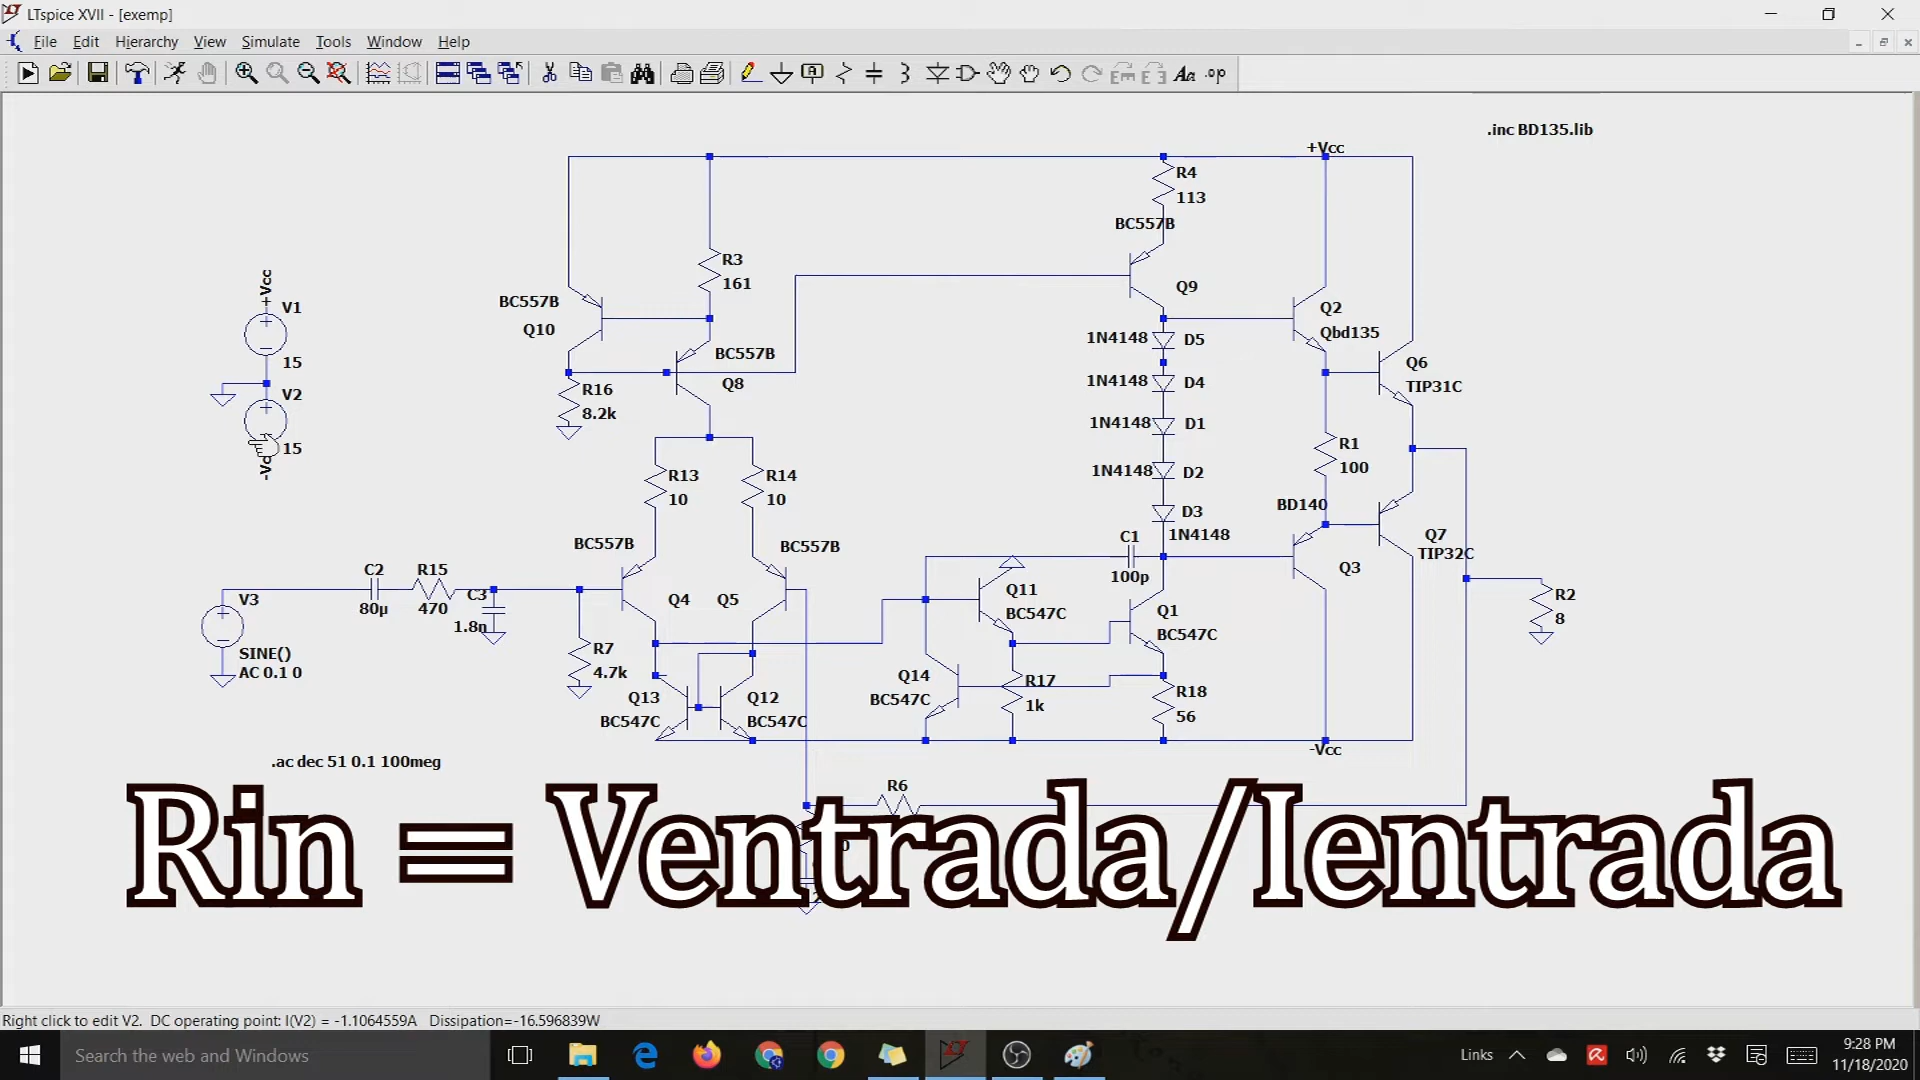 LTspice XVII - [exemp]
File Edit Hierarchy View Simulate Tools Window Help
.op
.inc BD135.lib
+Vcc
R4
113
BC557B
R3
161
BC557B
Q10
Q9
+Vcc
V1
15
V2
15
BC557B
Q8
R16
8.2k
1N4148 D5
1N4148 D4
1N4148 D1
1N4148 D2
D3
1N4148
Q2
Qbd135
Q6
TIP31C
R1
100
BD140
Q7
TIP32C
Q3
R13
10
R14
10
BC557B
BC557B
C1
100p
C2
80µ
R15
470
C3
1.8n
V3
SINE()
AC 0.1 0
Q4 Q5
Q11
BC547C
Q1
BC547C
R2
8
R7
4.7k
Q13
BC547C
Q12
BC547C
Q14
BC547C
R17
1k
R18
56
-Vcc
.ac dec 51 0.1 100meg
R6
Rin = Ventrada/Ientrada
Right click to edit V2. DC operating point: I(V2) = -1.1064559A Dissipation=-16.596839W
Search the web and Windows
Links
9:28 PM
11/18/2020